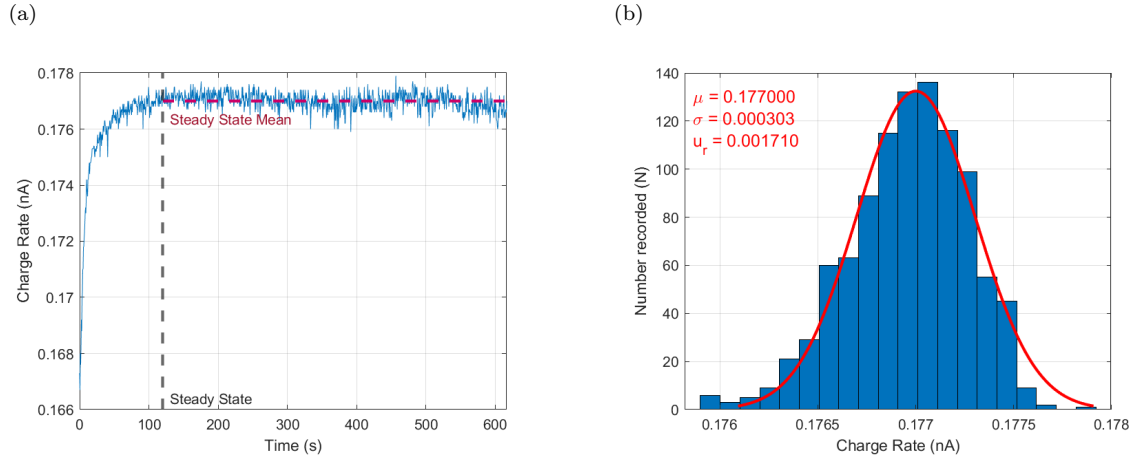 (a)
(b)
0.178
0.176
0.174
0.172
0.17
0.168
0.166
Charge Rate (nA)
Steady State Mean
Steady State
0 100 200 300 400 500 600
Time (s)
140
120
100
80
60
40
20
0
Number recorded (N)
μ = 0.177000
σ = 0.000303
u_r = 0.001710
0.176 0.1765 0.177 0.1775 0.178
Charge Rate (nA)